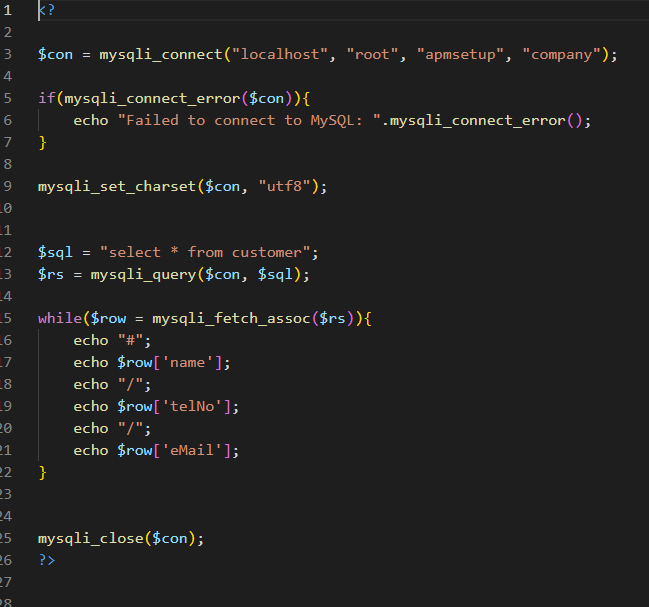 1 <?
2
3 $con = mysqli_connect("localhost", "root", "apmsetup", "company");
4
5 if(mysqli_connect_error($con)){
6 echo "Failed to connect to MySQL: ".mysqli_connect_error();
7 }
8
9 mysqli_set_charset($con, "utf8");
10
11
12 $sql = "select * from customer";
13 $rs = mysqli_query($con, $sql);
14
15 while($row = mysqli_fetch_assoc($rs)){
16 echo "#";
17 echo $row['name'];
18 echo "/";
19 echo $row['telNo'];
20 echo "/";
21 echo $row['eMail'];
22 }
23
24
25 mysqli_close($con);
26 ?>
27
28